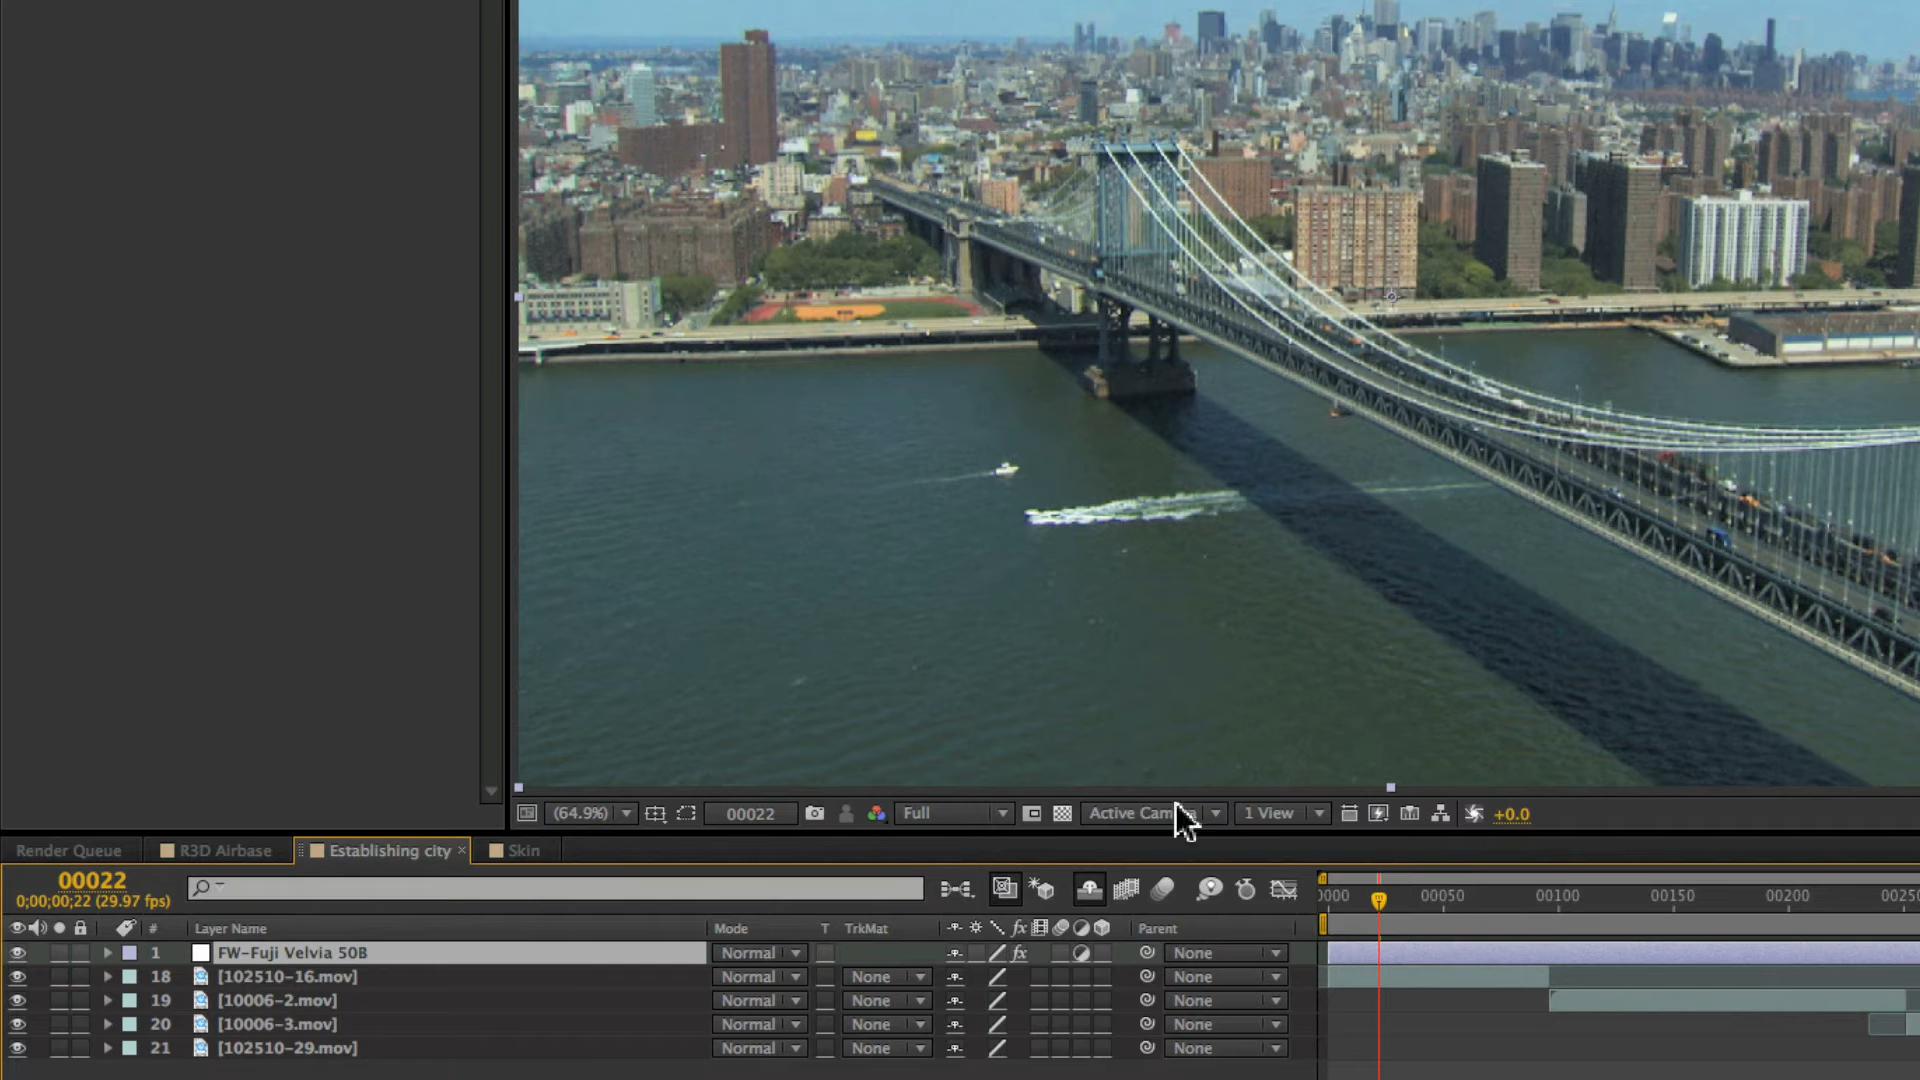 (64.9%) 00022 Full Active Cam 1 View +0.0
Render Queue R3D Airbase Establishing city × Skin
00022
0;00;00;22 (29.97 fps)
0000 00050 00100 00150 00200 00250
# Layer Name Mode T TrkMat fx Parent
1 FW-Fuji Velvia 50B Normal fx None
18 [102510-16.mov] Normal None None
19 [10006-2.mov] Normal None None
20 [10006-3.mov] Normal None None
21 [102510-29.mov] Normal None None